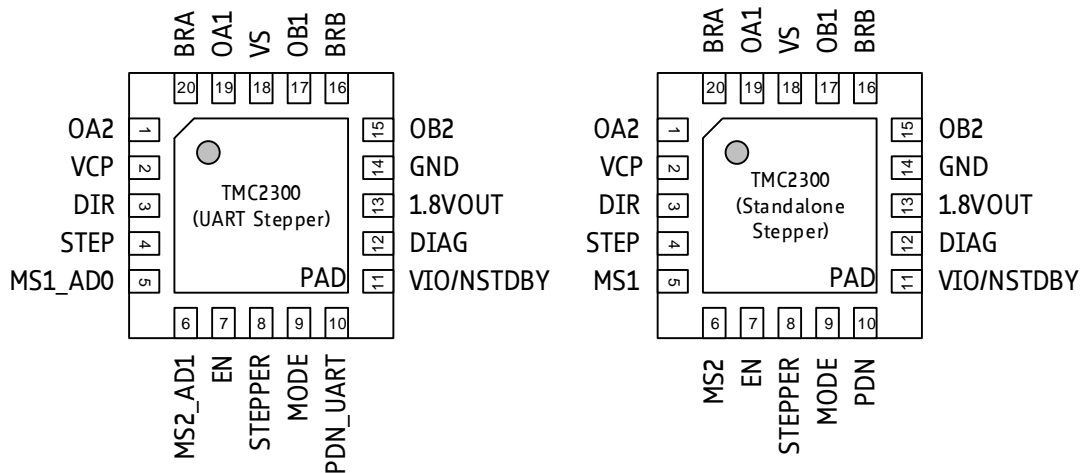 BRA
OA1
VS
OB1
BRB
20
19
18
17
16
OA2
VCP
DIR
STEP
MS1_AD0
1
2
3
4
5
TMC2300
(UART Stepper)
PAD
15
14
13
12
11
OB2
GND
1.8VOUT
DIAG
VIO/NSTDBY
6
7
8
9
10
MS2_AD1
EN
STEPPER
MODE
PDN_UART
BRA
OA1
VS
OB1
BRB
20
19
18
17
16
OA2
VCP
DIR
STEP
MS1
1
2
3
4
5
TMC2300
(Standalone
Stepper)
PAD
15
14
13
12
11
OB2
GND
1.8VOUT
DIAG
VIO/NSTDBY
6
7
8
9
10
MS2
EN
STEPPER
MODE
PDN